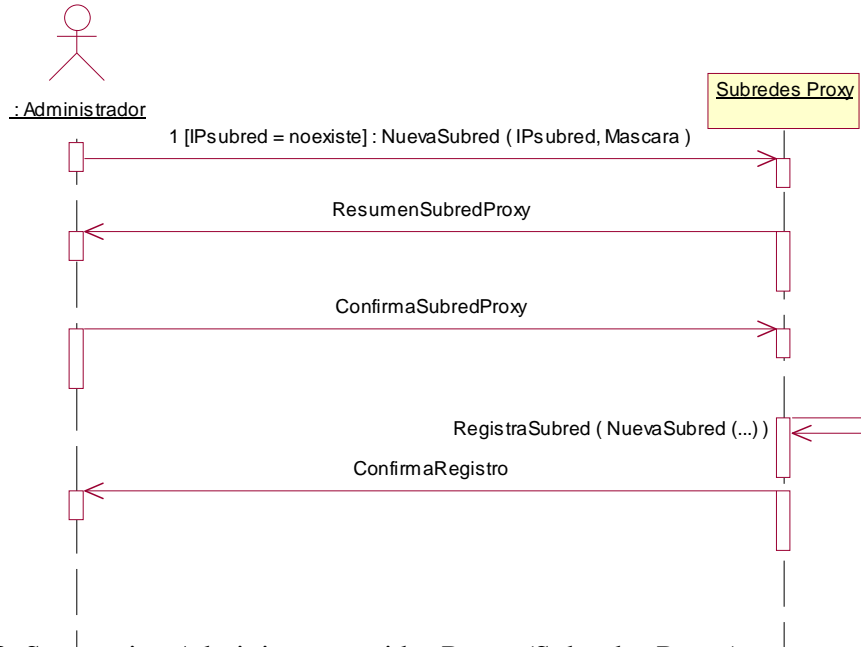 : Administrador
Subredes Proxy
1 [IPsubred = noexiste] : NuevaSubred ( IPsubred, Mascara )
ResumenSubredProxy
ConfirmaSubredProxy
RegistraSubred ( NuevaSubred (...) )
ConfirmaRegistro